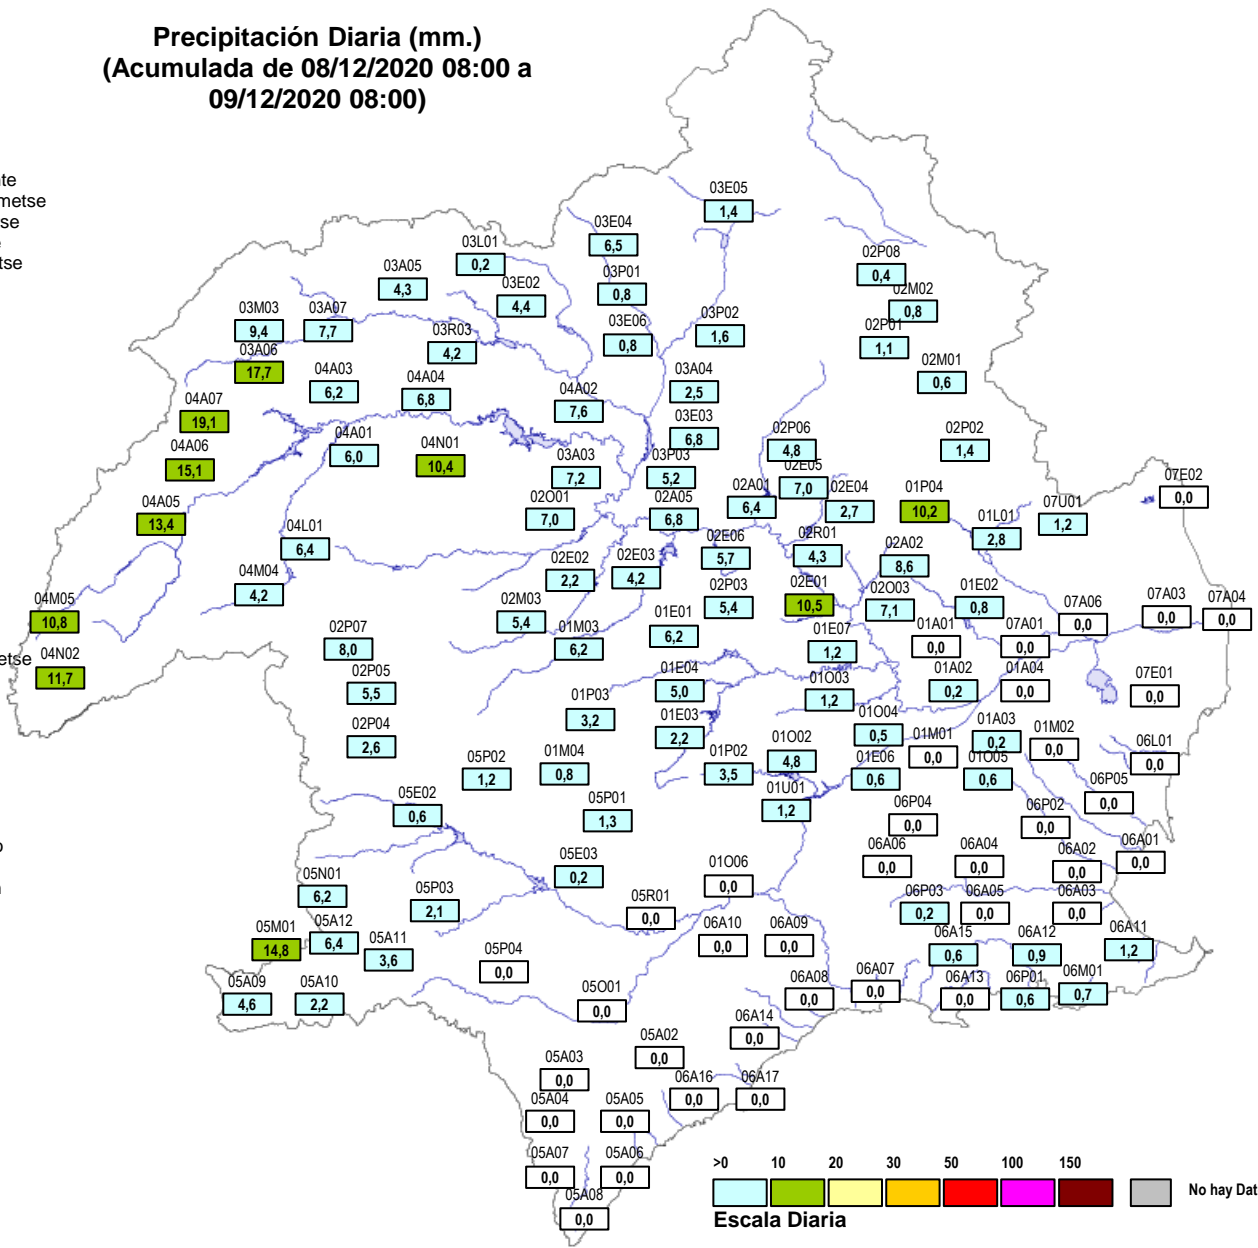 Precipitación Diaria (mm.)
(Acumulada de 08/12/2020 08:00 a
09/12/2020 08:00)
03E05
1,4
03E04
6,5
03L01
0,2
02P08
0,4
03A05
4,3
03P01
0,8
03E02
4,4
02M02
0,8
03M03
9,4
03A07
7,7
03P02
1,6
03R03
4,2
03E06
0,8
02P01
1,1
03A06
17,7
02M01
0,6
04A03
6,2
04A04
6,8
03A04
2,5
04A02
7,6
04A07
19,1
03E03
6,8
04A01
6,0
02P06
4,8
02P02
1,4
04A06
15,1
04N01
10,4
03A03
7,2
03P03
5,2
02E05
7,0
07E02
0,0
04A05
13,4
02O01
7,0
02A05
6,8
02A01
6,4
02E04
2,7
01P04
10,2
07U01
1,2
01L01
2,8
04L01
6,4
02E06
5,7
02R01
4,3
02A02
8,6
02E02
2,2
02E03
4,2
04M04
4,2
02P03
5,4
02E01
10,5
02O03
7,1
01E02
0,8
07A03
0,0
07A04
0,0
04M05
10,8
02M03
5,4
07A06
0,0
01E01
6,2
01M03
6,2
02P07
8,0
01E07
1,2
01A01
0,0
07A01
0,0
etse
04N02
11,7
02P05
5,5
01E04
5,0
01O03
1,2
01A02
0,2
01A04
0,0
07E01
0,0
01P03
3,2
02P04
2,6
01E03
2,2
01O04
0,5
01A03
0,2
01M02
0,0
01M01
0,0
06L01
0,0
05P02
1,2
01M04
0,8
01P02
3,5
01O02
4,8
01E06
0,6
01O05
0,6
06P05
0,0
05E02
0,6
05P01
1,3
01U01
1,2
06P04
0,0
06P02
0,0
06A06
0,0
06A04
0,0
06A02
0,0
06A01
0,0
05E03
0,2
01O06
0,0
05N01
6,2
05P03
2,1
05R01
0,0
06P03
0,2
06A05
0,0
06A03
0,0
05M01
14,8
05A12
6,4
06A10
0,0
06A09
0,0
06A15
0,6
06A12
0,9
06A11
1,2
05A11
3,6
05P04
0,0
05A09
4,6
05A10
2,2
05O01
0,0
06A08
0,0
06A07
0,0
06A13
0,0
06P01
0,6
06M01
0,7
06A14
0,0
05A02
0,0
05A03
0,0
06A16
0,0
06A17
0,0
05A04
0,0
05A05
0,0
05A07
0,0
05A06
0,0
05A08
0,0
>0 10 20 30 50 100 150
No hay Dat
Escala Diaria